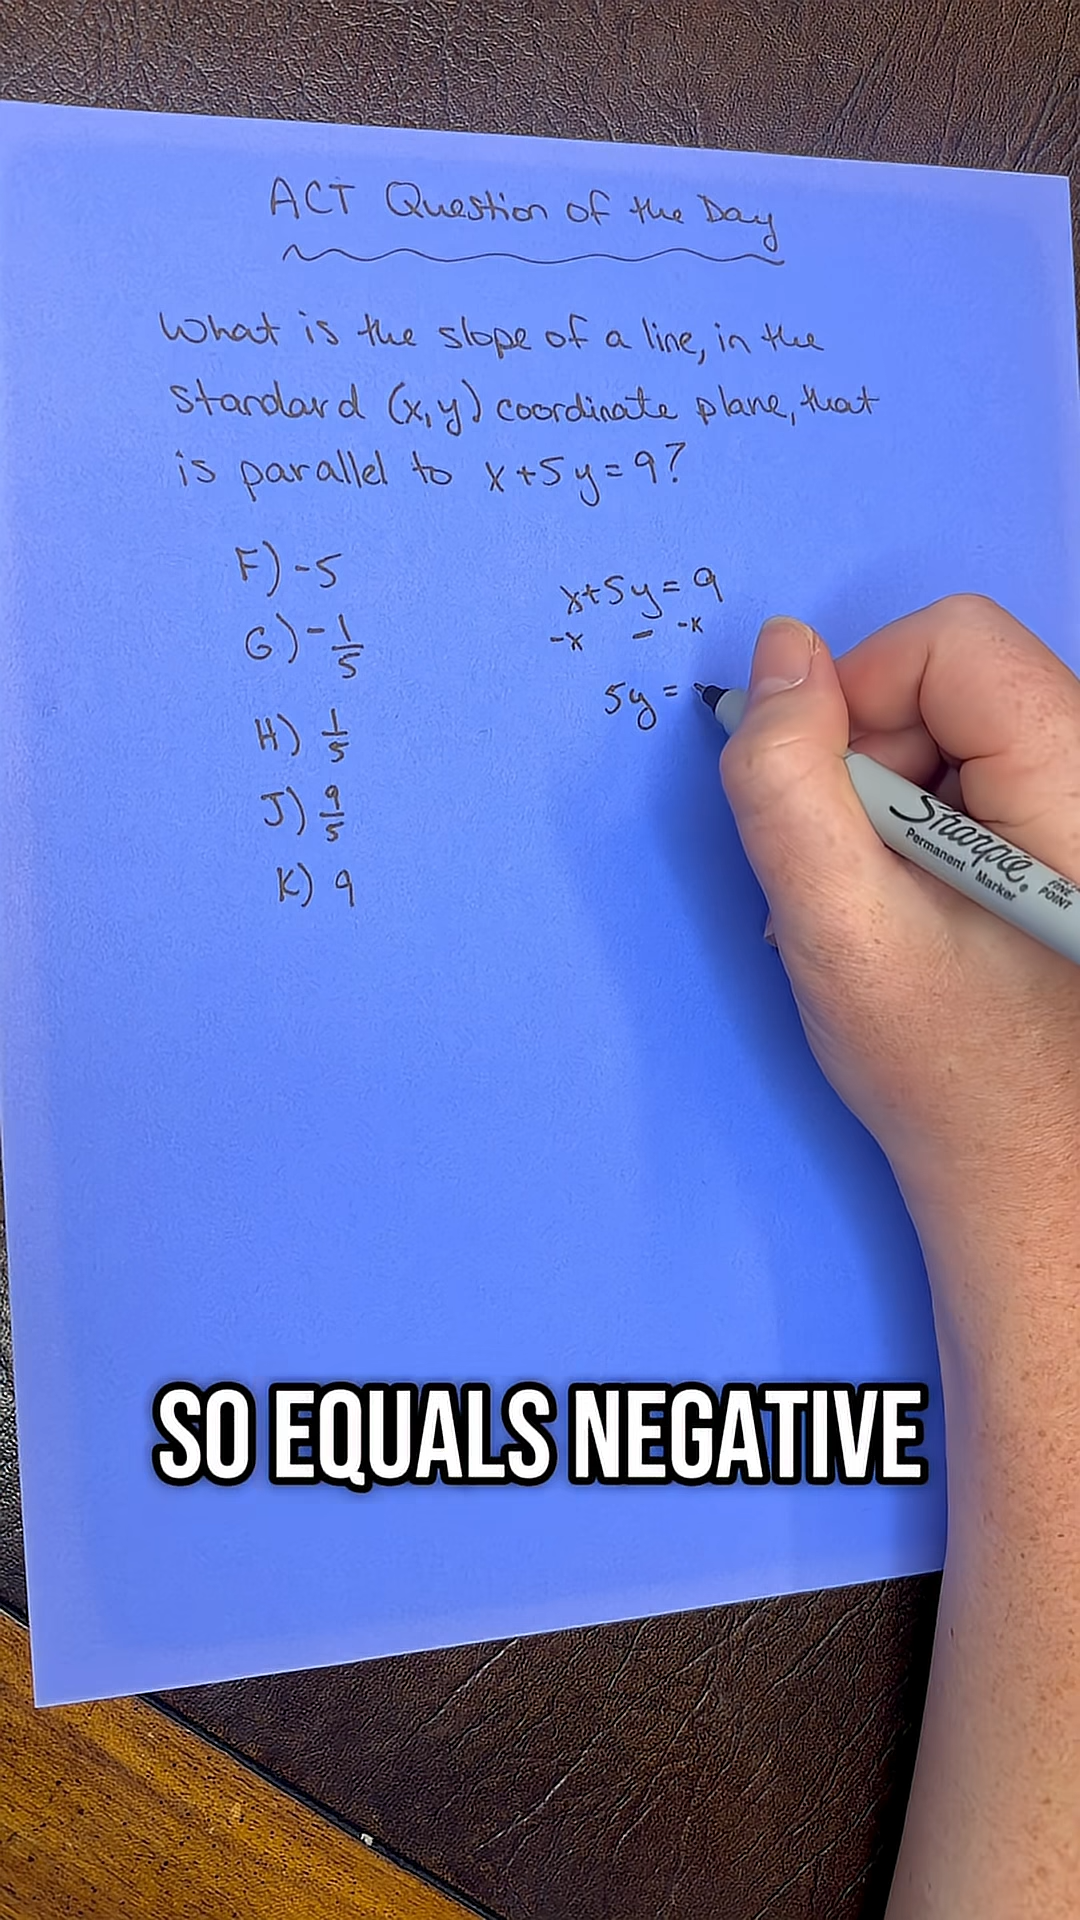 ACT Question of the Day
What is the slope of a line, in the
standard (x,y) coordinate plane, that
is parallel to x+5y=9?
F) -5
G) -1/5
H) 1/5
J) 9/5
K) 9
x+5y=9
-x - -x
5y=
Sharpie
Permanent Marker
FINE
POINT
SO EQUALS NEGATIVE